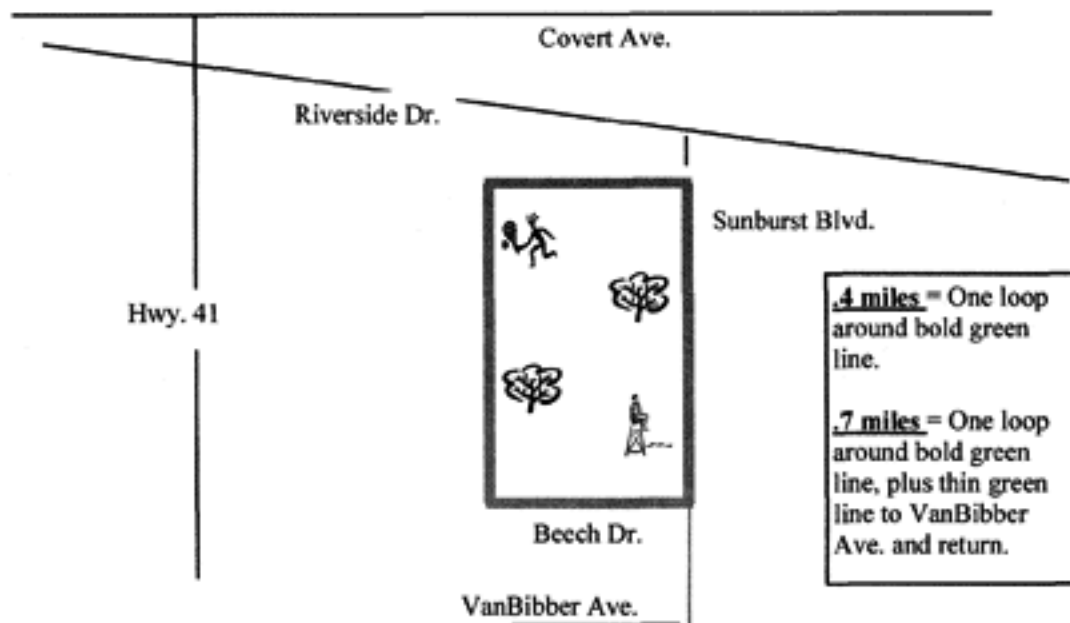 Covert Ave.
Riverside Dr.
Sunburst Blvd.
Hwy. 41
.4 miles = One loop
around bold green
line.
.7 miles = One loop
around bold green
line, plus thin green
line to VanBibber
Ave. and return.
Beech Dr.
VanBibber Ave.